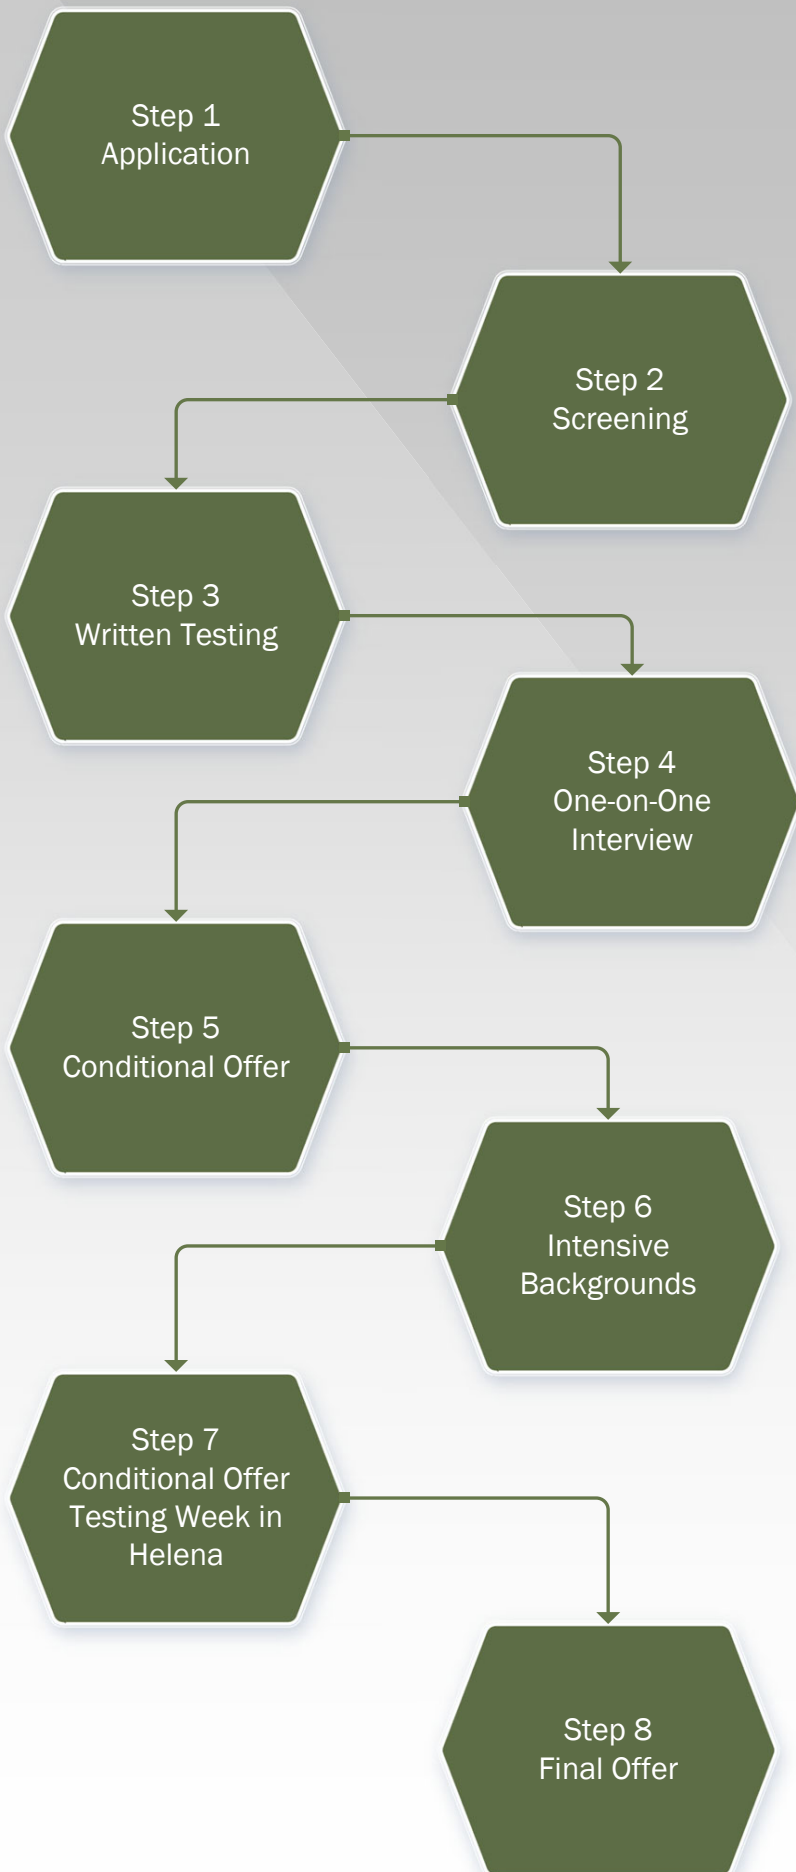 Step 1
Application
Step 2
Screening
Step 3
Written Testing
Step 4
One-on-One
Interview
Step 5
Conditional Offer
Step 6
Intensive
Backgrounds
Step 7
Conditional Offer
Testing Week in
Helena
Step 8
Final Offer